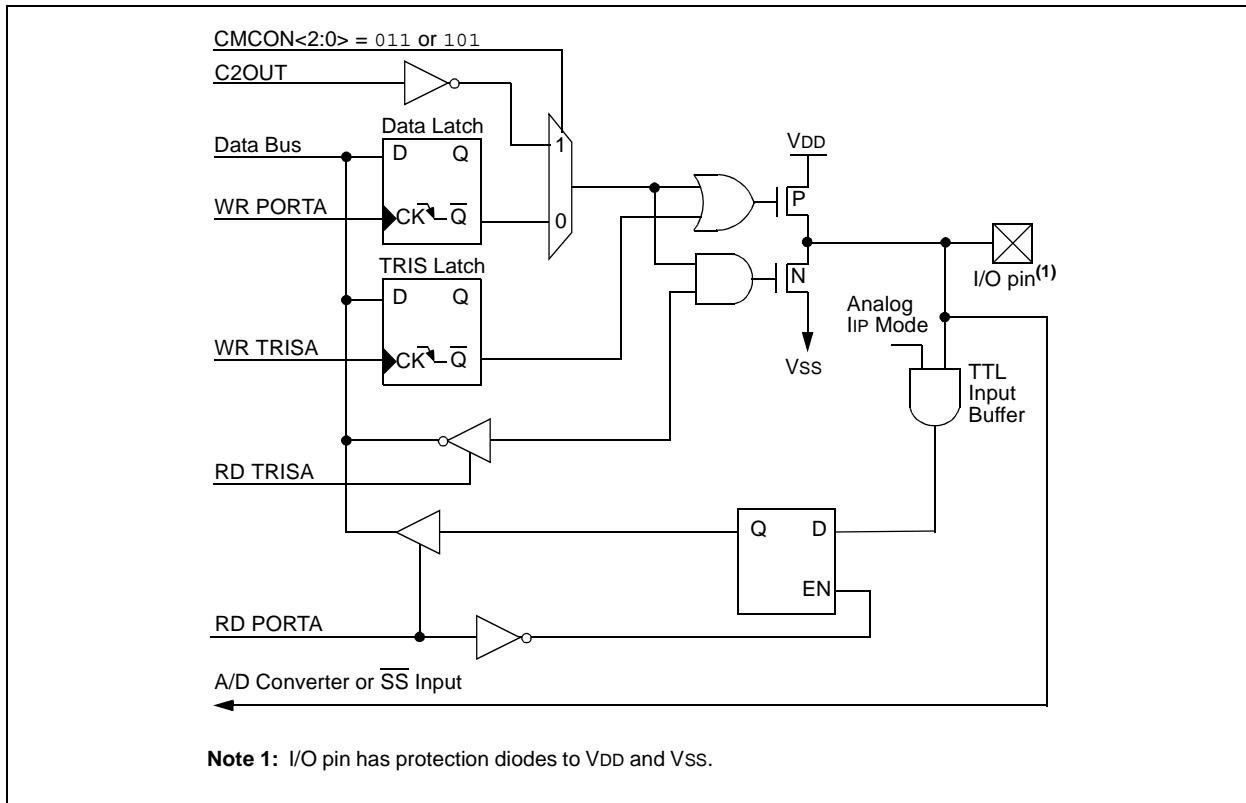 CMCON<2:0> = 011 or 101
C2OUT
Data Latch
Data Bus
D Q
1
VDD
WR PORTA
CK Q̅
0
P
TRIS Latch
N
I/O pin(1)
D Q
Analog
IIP Mode
WR TRISA
CK Q̅
VSS
TTL
Input
Buffer
RD TRISA
Q D
EN
RD PORTA
A/D Converter or S̅S̅ Input
Note 1: I/O pin has protection diodes to VDD and VSS.